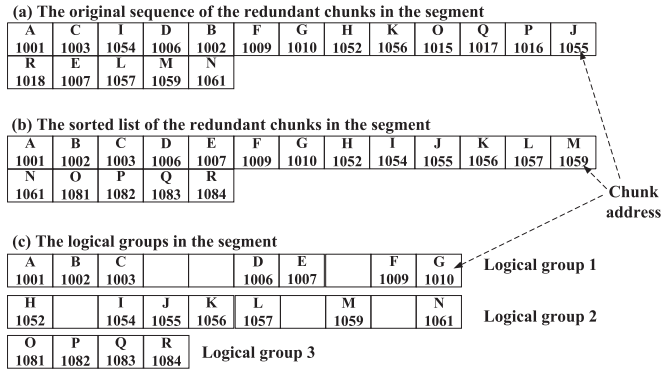 (a) The original sequence of the redundant chunks in the segment
A C I D B F G H K O Q P J
1001 1003 1054 1006 1002 1009 1010 1052 1056 1015 1017 1016 1055
R E L M N
1018 1007 1057 1059 1061
(b) The sorted list of the redundant chunks in the segment
A B C D E F G H I J K L M
1001 1002 1003 1006 1007 1009 1010 1052 1054 1055 1056 1057 1059
N O P Q R
1061 1081 1082 1083 1084
Chunk
address
(c) The logical groups in the segment
A B C D E F G
1001 1002 1003 1006 1007 1009 1010
Logical group 1
H I J K L M N
1052 1054 1055 1056 1057 1059 1061
Logical group 2
O P Q R
1081 1082 1083 1084
Logical group 3